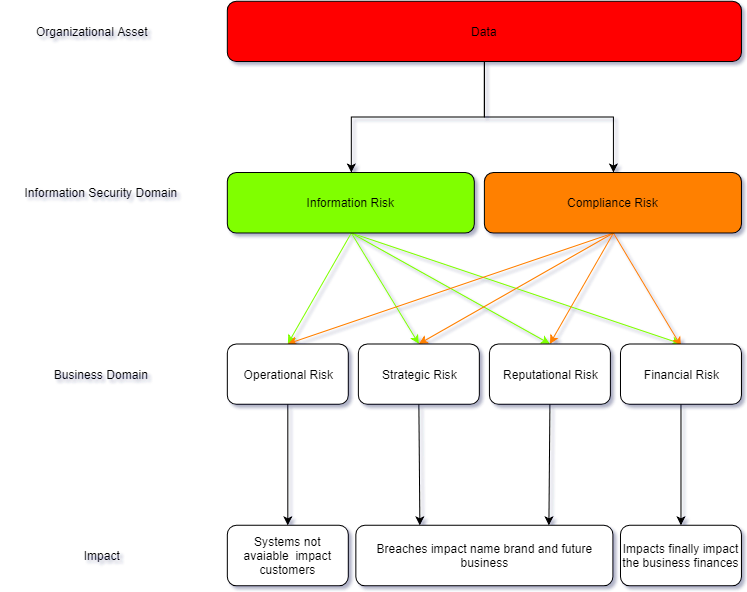 Organizational Asset
Data
Information Security Domain
Information Risk
Compliance Risk
Business Domain
Operational Risk
Strategic Risk
Reputational Risk
Financial Risk
Impact
Systems not
avaiable impact
customers
Breaches impact name brand and future
business
Impacts finally impact
the business finances